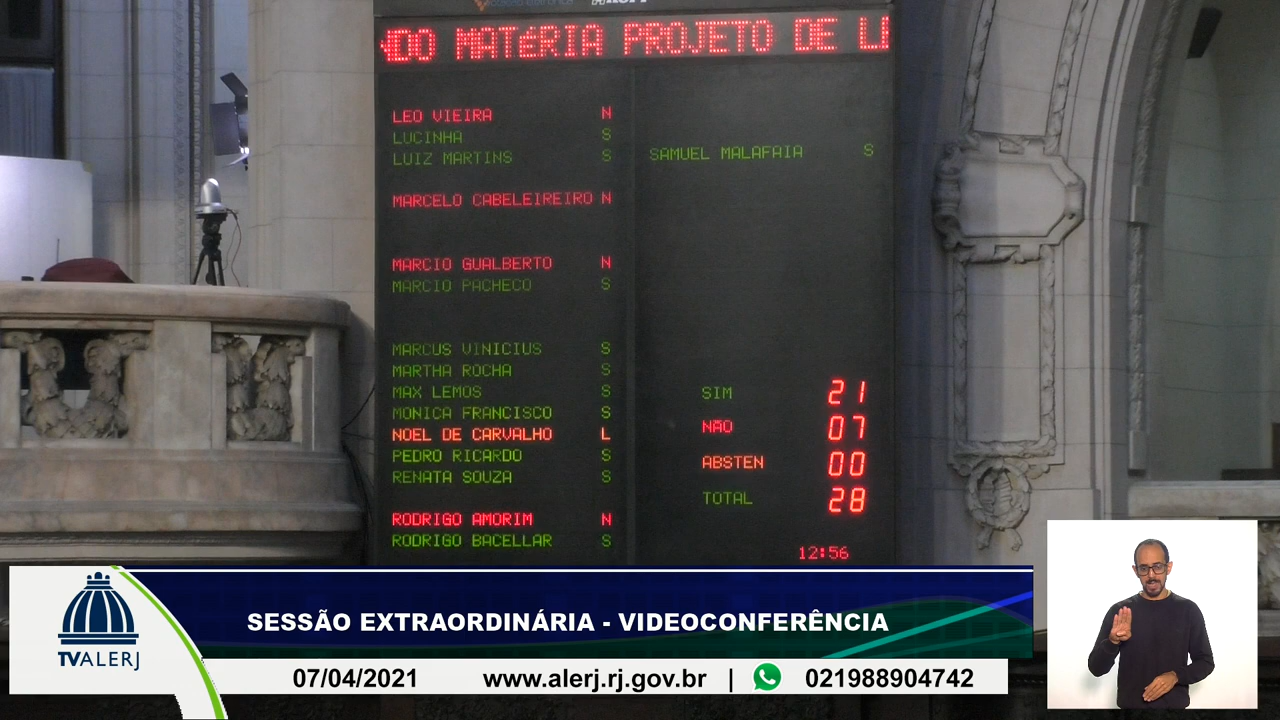 DO MATÉRIA PROJETO DE LE
LEO VIEIRA N
LUCINHA S
LUIZ MARTINS S
SAMUEL MALAFAIA S
MARCELO CABELEIREIRO N
MARCIO GUALBERTO N
MARCIO PACHECO S
MARCUS VINICIUS S
MARTHA ROCHA S
MAX LEMOS S
MONICA FRANCISCO S
NOEL DE CARVALHO L
PEDRO RICARDO S
RENATA SOUZA S
RODRIGO AMORIM N
RODRIGO BACELLAR S
SIM 21
NÃO 07
ABSTEN 00
TOTAL 28
12:56
TVALERJ
SESSÃO EXTRAORDINÁRIA - VIDEOCONFERÊNCIA
07/04/2021 www.alerj.rj.gov.br | 021988904742